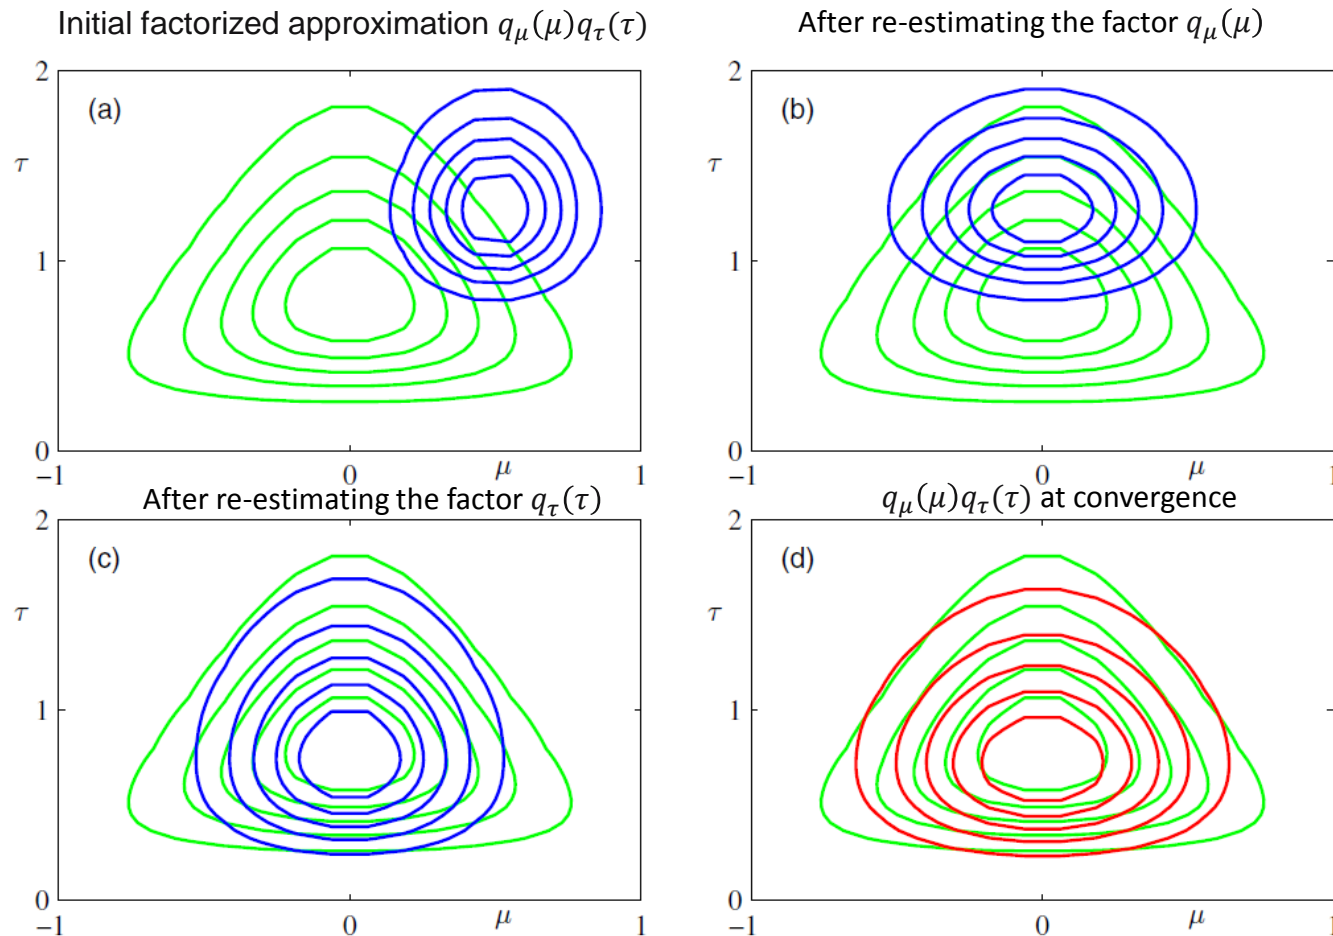 Initial factorized approximation 𝑞𝜇(𝜇)𝑞𝜏(𝜏)
After re-estimating the factor 𝑞𝜇(𝜇)
2
(a)
τ
1
0
−1
0
μ
1
2
(b)
τ
1
0
−1
0
μ
1
After re-estimating the factor 𝑞𝜏(𝜏)
𝑞𝜇(𝜇)𝑞𝜏(𝜏) at convergence
2
(c)
τ
1
0
−1
0
μ
1
2
(d)
τ
1
0
−1
0
μ
1